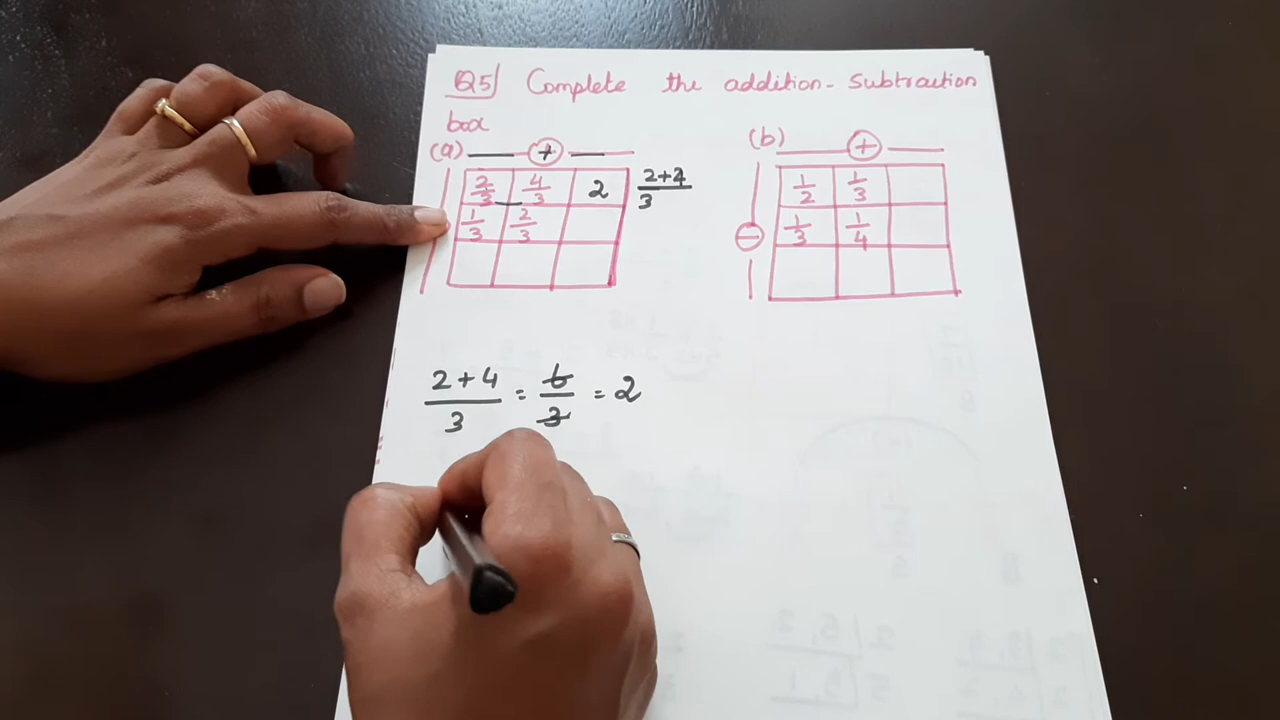 Q5 Complete the addition-subtraction
box
(a) + (b) +
2/3 4/3 2 2+4/3 1/2 1/3
1/3 2/3 − 1/3 1/4
2+4/3 = 6/3 = 2